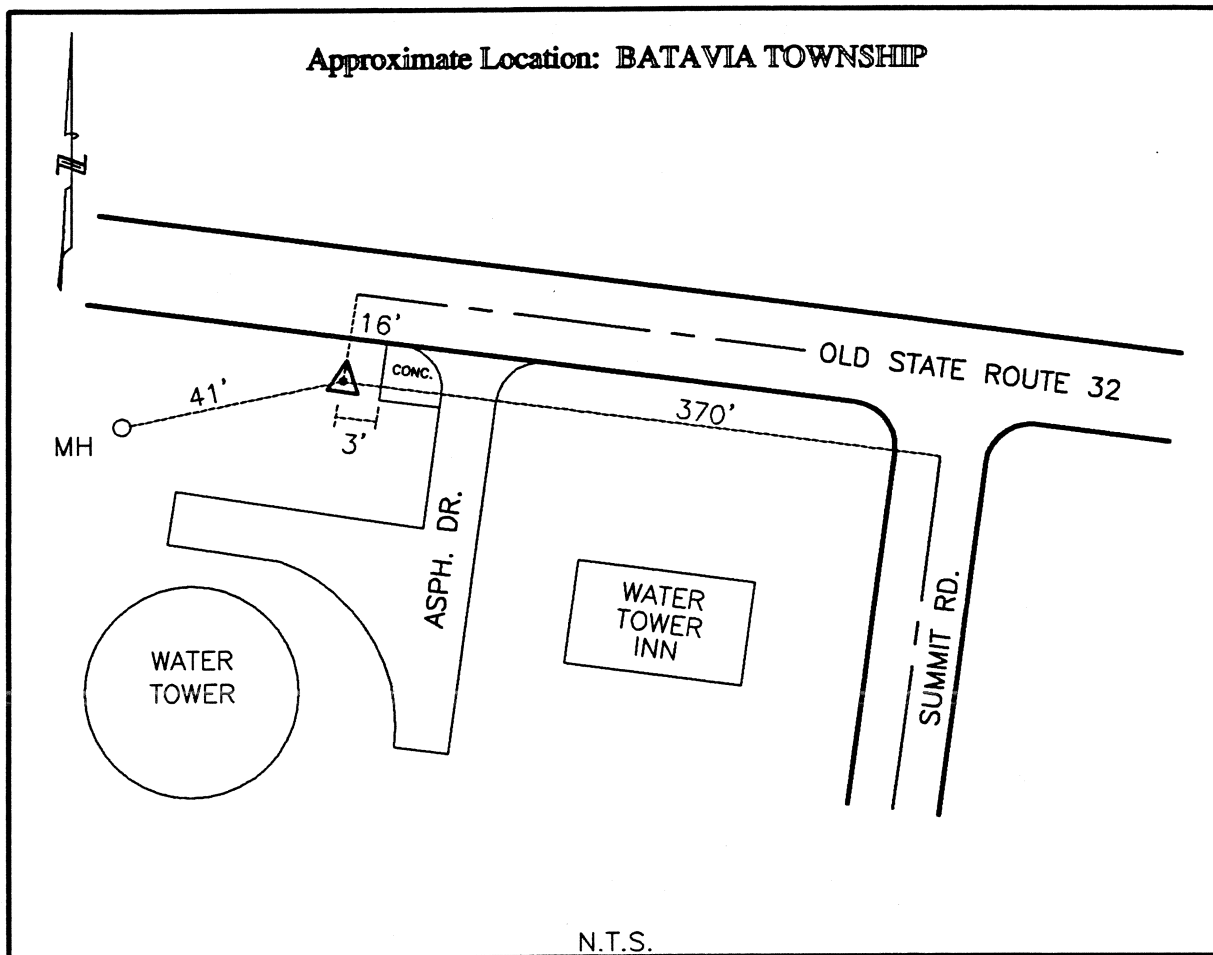 Approximate Location: BATAVIA TOWNSHIP
N
16'
OLD STATE ROUTE 32
CONC.
41'
370'
3'
MH
ASPH. DR.
WATER
TOWER
INN
SUMMIT RD.
WATER
TOWER
N.T.S.